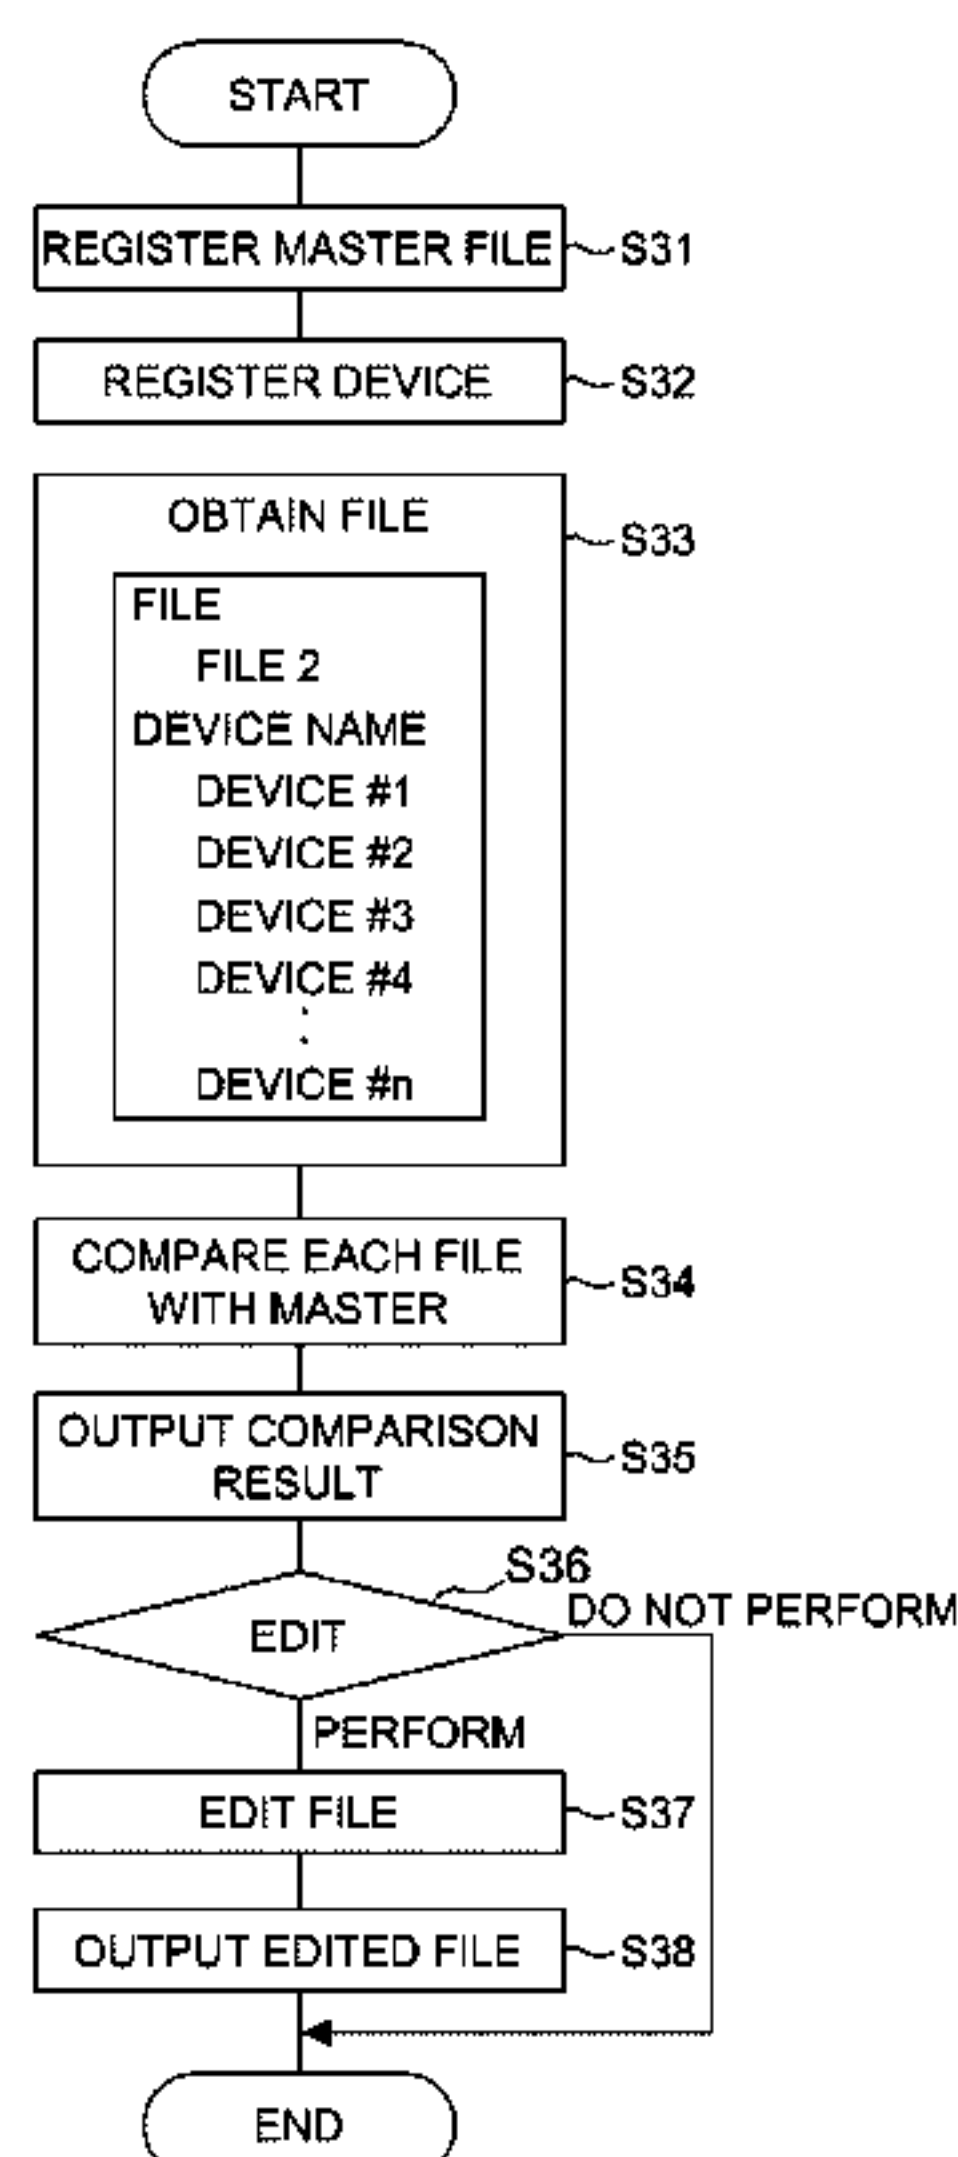 START
REGISTER MASTER FILE
S31
REGISTER DEVICE
S32
OBTAIN FILE
S33
FILE
FILE 2
DEVICE NAME
DEVICE #1
DEVICE #2
DEVICE #3
DEVICE #4
DEVICE #n
COMPARE EACH FILE
WITH MASTER
S34
OUTPUT COMPARISON
RESULT
S35
S36
DO NOT PERFORM
EDIT
PERFORM
EDIT FILE
S37
OUTPUT EDITED FILE
S38
END